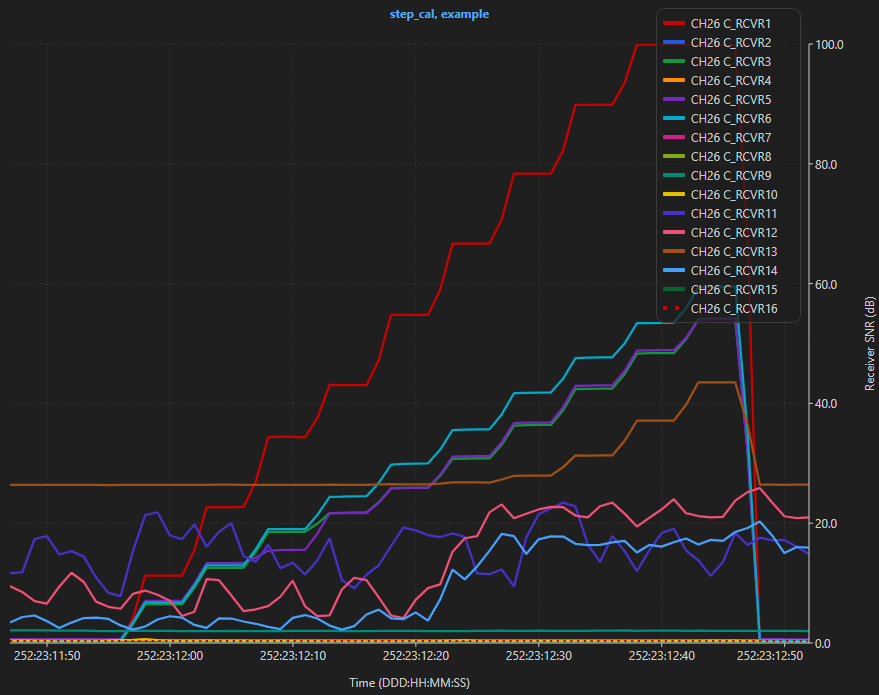 step_cal, example
CH26 C_RCVR1
CH26 C_RCVR2
CH26 C_RCVR3
CH26 C_RCVR4
CH26 C_RCVR5
CH26 C_RCVR6
CH26 C_RCVR7
CH26 C_RCVR8
CH26 C_RCVR9
CH26 C_RCVR10
CH26 C_RCVR11
CH26 C_RCVR12
CH26 C_RCVR13
CH26 C_RCVR14
CH26 C_RCVR15
CH26 C_RCVR16
100.0
80.0
60.0
40.0
20.0
0.0
Receiver SNR (dB)
252:23:11:50
252:23:12:00
252:23:12:10
252:23:12:20
252:23:12:30
252:23:12:40
252:23:12:50
Time (DDD:HH:MM:SS)